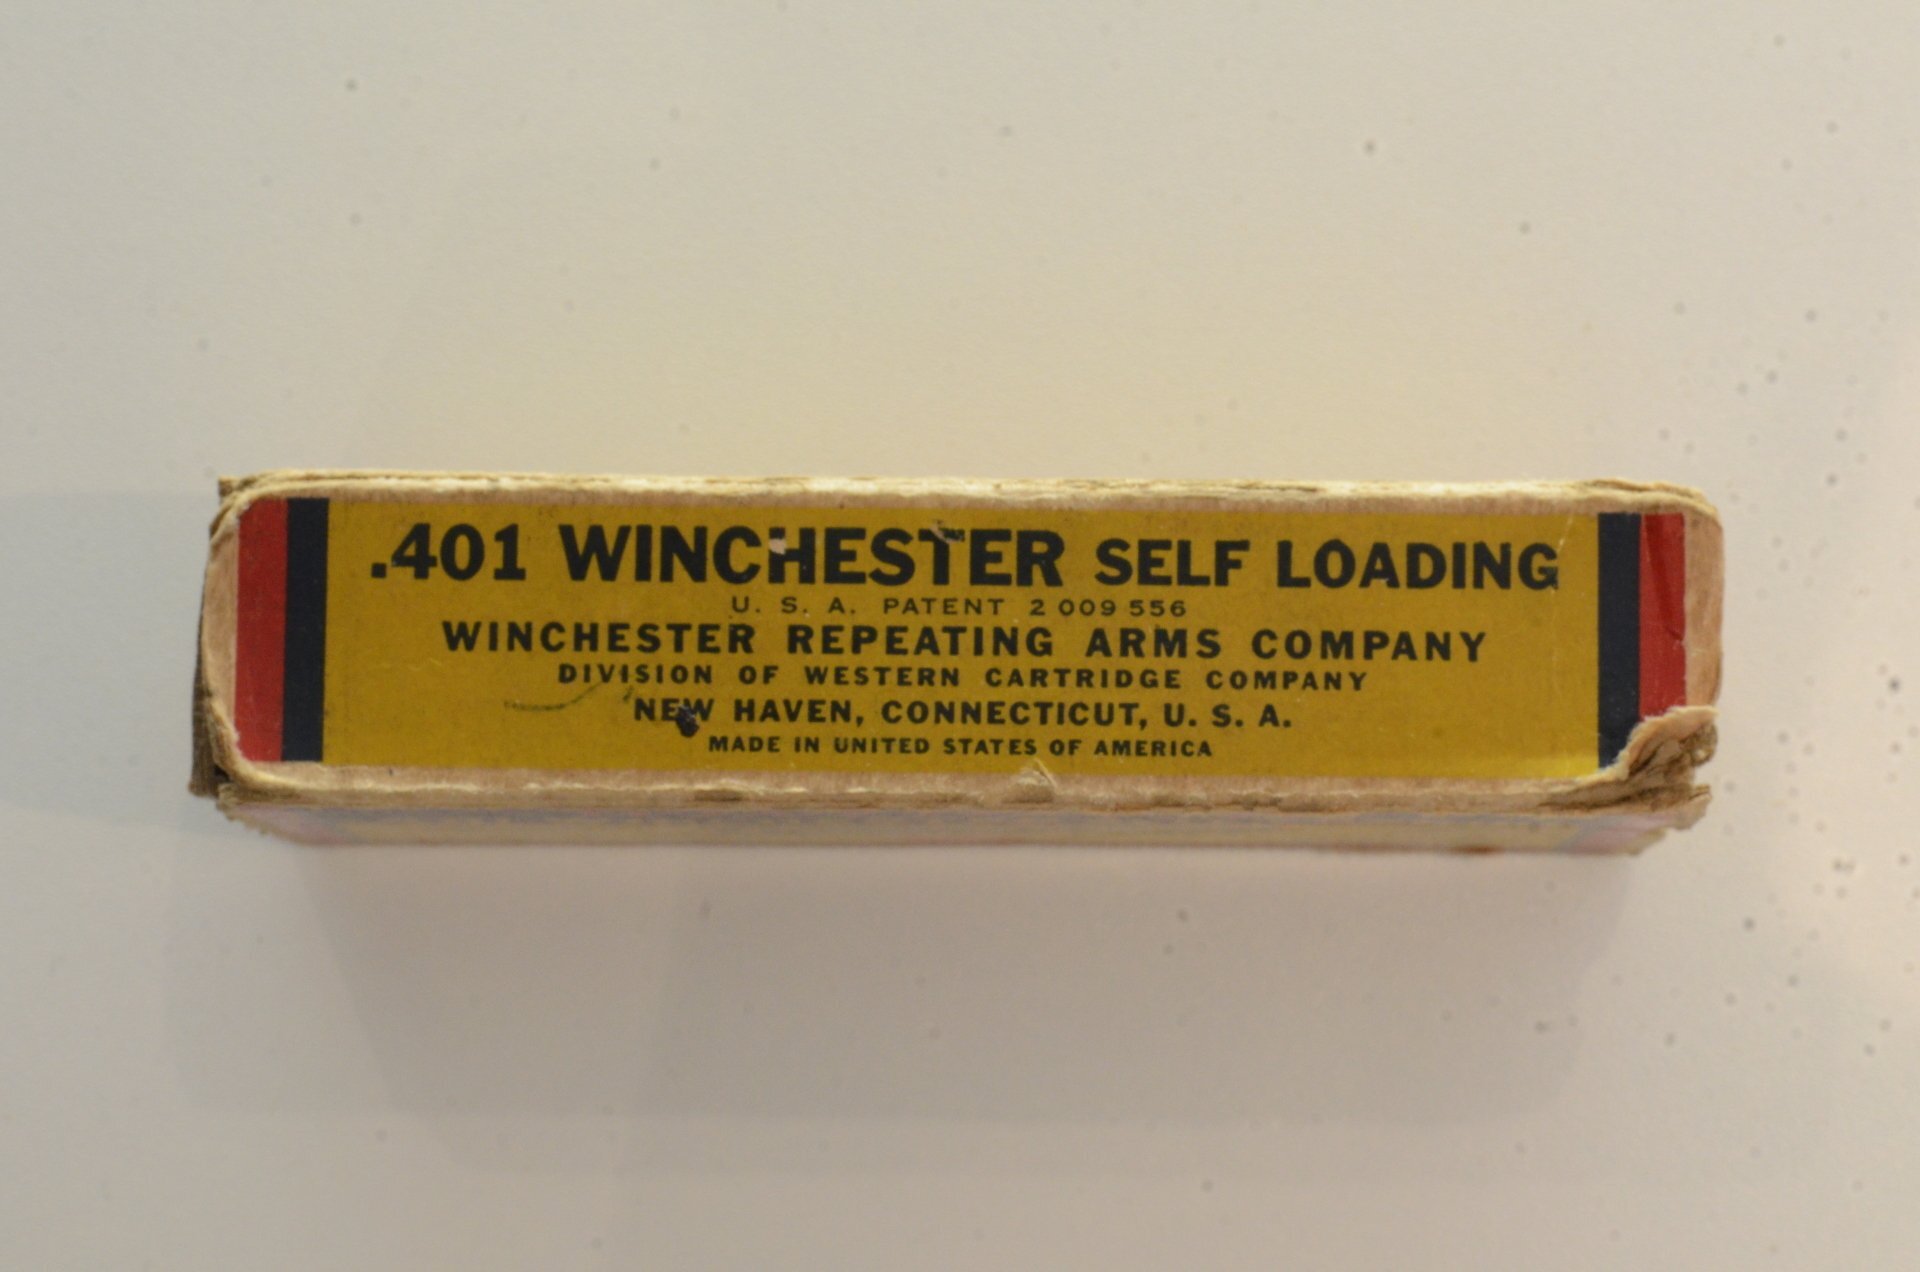 .401 WINCHESTER SELF LOADING
U. S. A. PATENT 2 009 556
WINCHESTER REPEATING ARMS COMPANY
DIVISION OF WESTERN CARTRIDGE COMPANY
NEW HAVEN, CONNECTICUT, U. S. A.
MADE IN UNITED STATES OF AMERICA